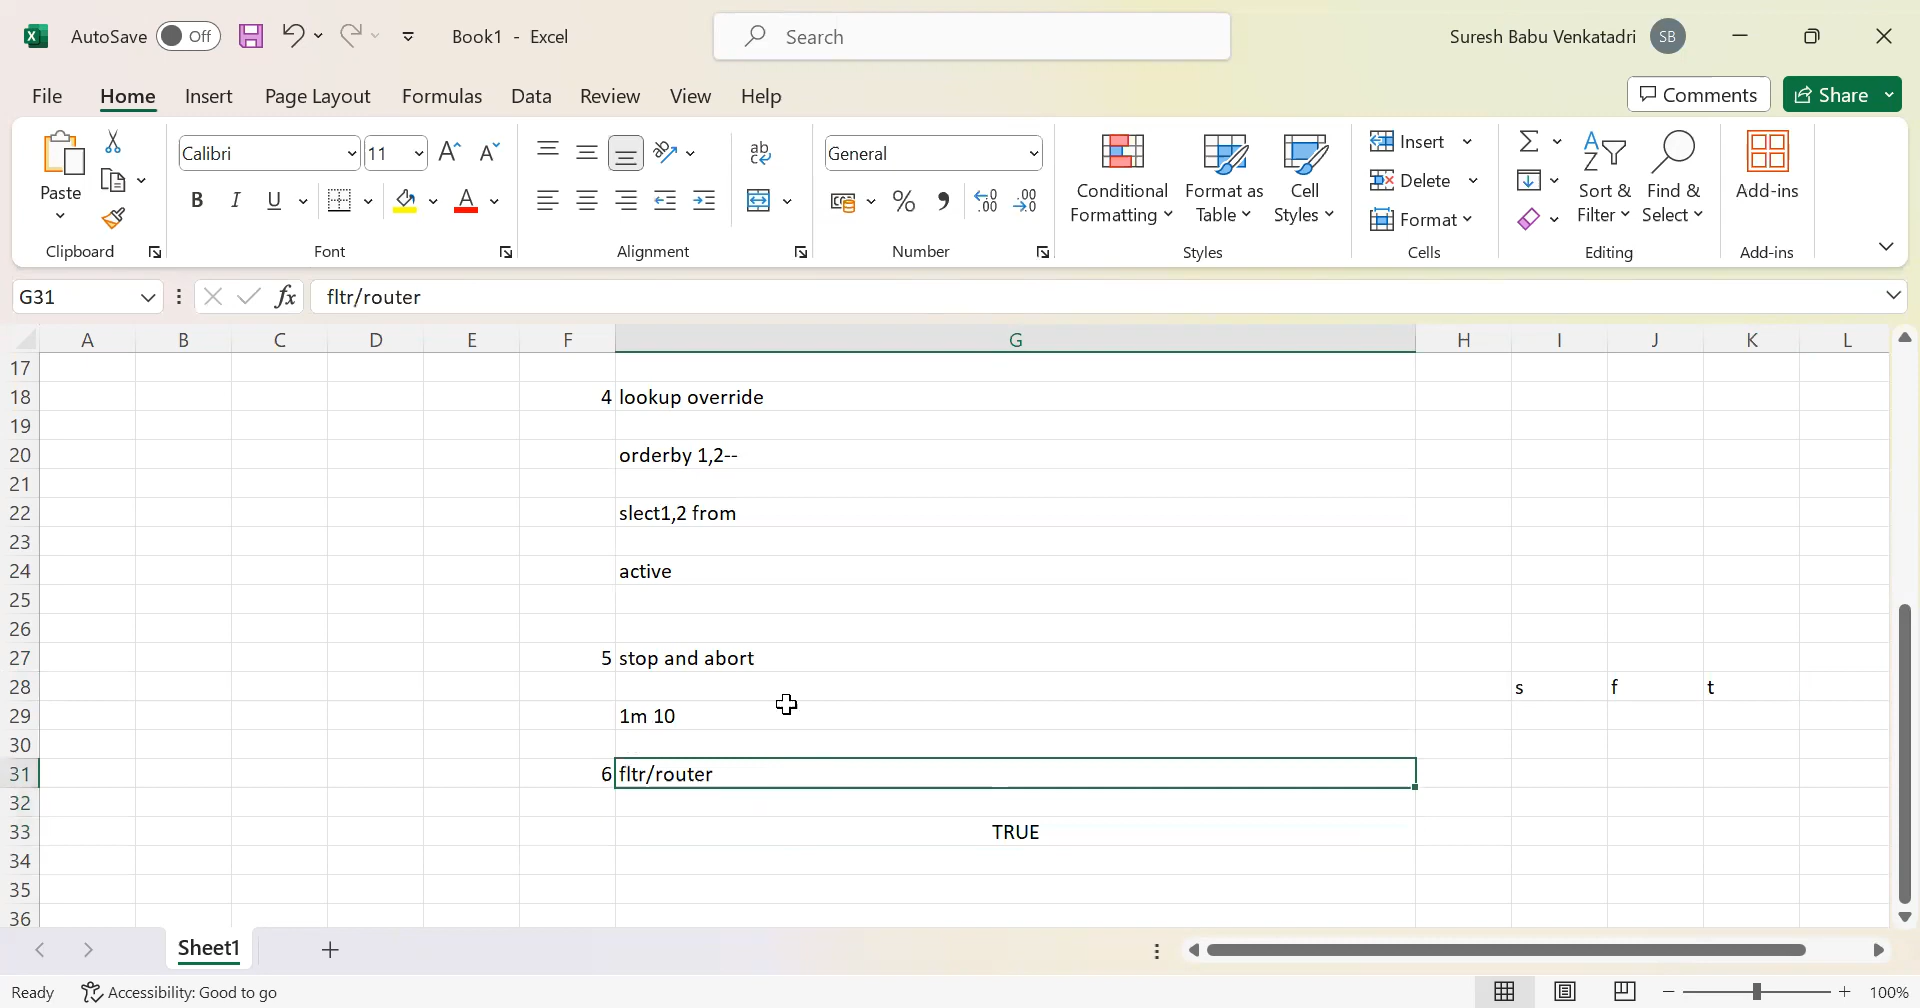 AutoSave Off Book1 - Excel Search Suresh Babu Venkatadri SB
File Home Insert Page Layout Formulas Data Review View Help Comments Share
Paste Calibri 11 General Conditional Formatting Format as Table Cell Styles Insert Delete Format Sort & Filter Find & Select Add-ins
Clipboard Font Alignment Number Styles Cells Editing Add-ins
G31 fx fltr/router
A B C D E F G H I J K L
17
18 4 lookup override
19
20 orderby 1,2--
21
22 slect1,2 from
23
24 active
25
26
27 5 stop and abort
28 s f t
29 1m 10
30
31 6 fltr/router
32
33 TRUE
34
35
36
Sheet1
Ready Accessibility: Good to go 100%